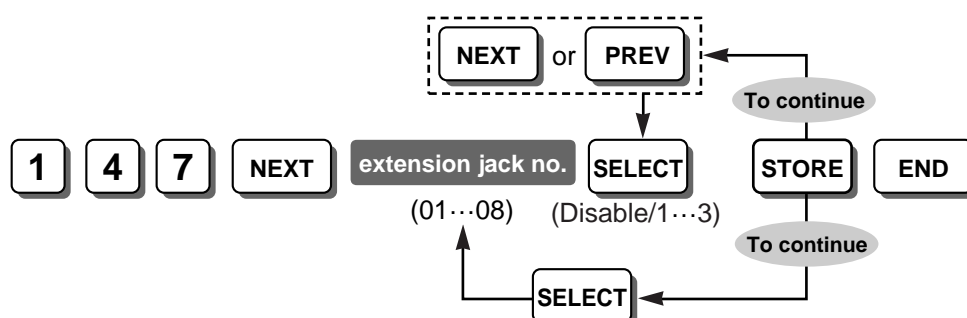 NEXT or PREV
To continue
1 4 7 NEXT extension jack no. SELECT STORE END
(01···08) (Disable/1···3)
To continue
SELECT